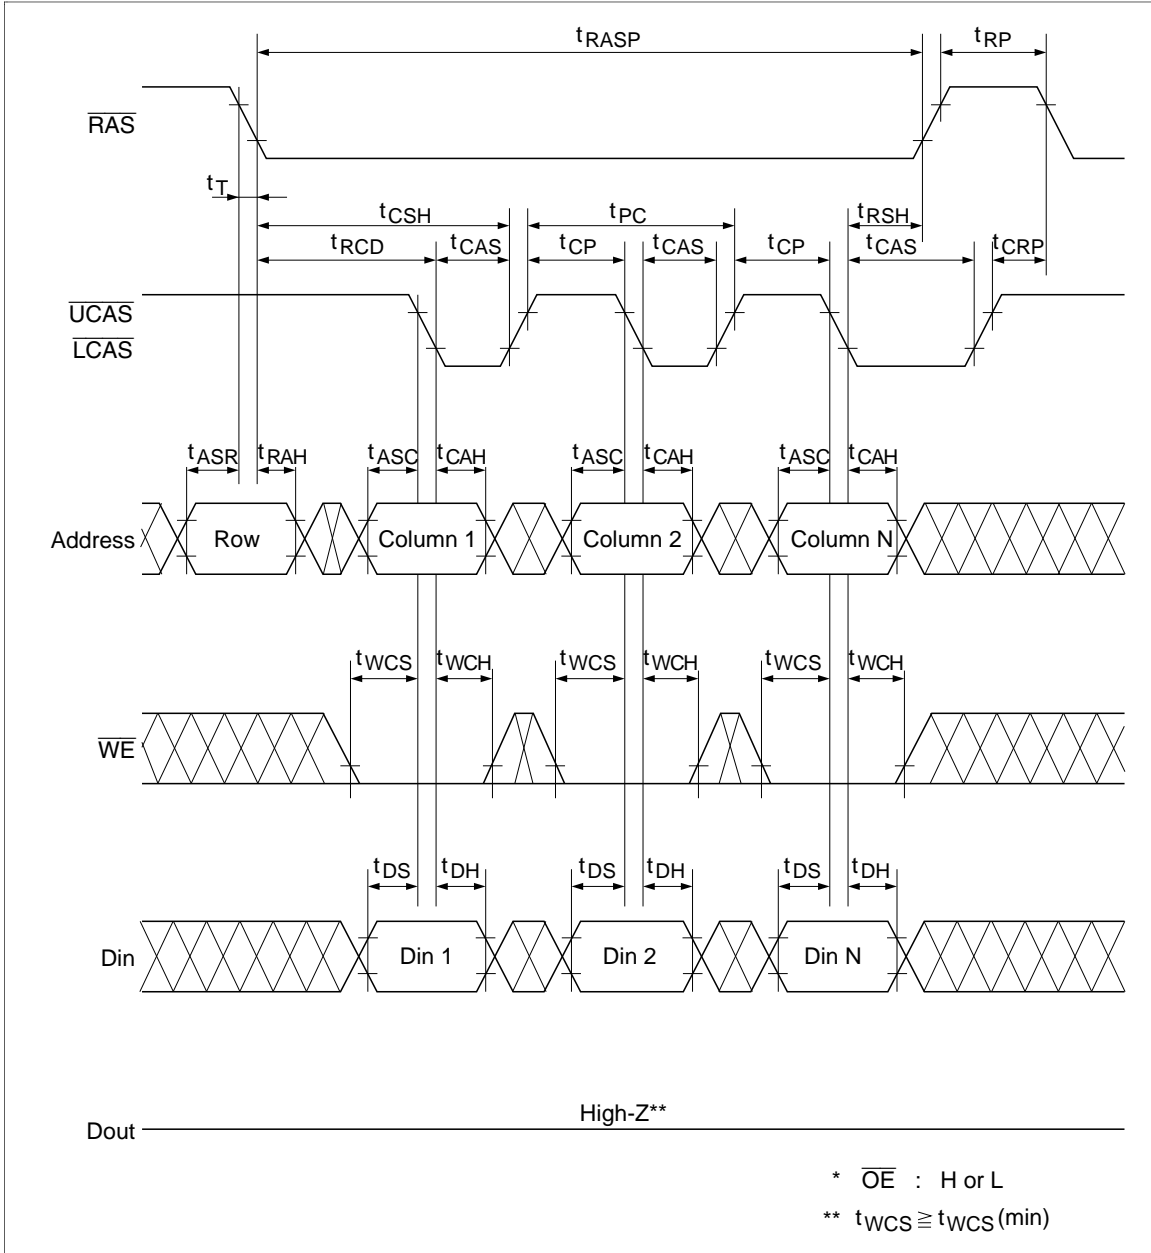 tRASP tRP
RAS
tT
tCSH tPC tRSH
tRCD tCAS tCP tCAS tCP tCAS tCRP
UCAS
LCAS
tASR tRAH tASC tCAH tASC tCAH tASC tCAH
Address Row Column 1 Column 2 Column N
tWCS tWCH tWCS tWCH tWCS tWCH
WE
tDS tDH tDS tDH tDS tDH
Din Din 1 Din 2 Din N
High-Z**
Dout
* OE : H or L
** tWCS ≧ tWCS(min)